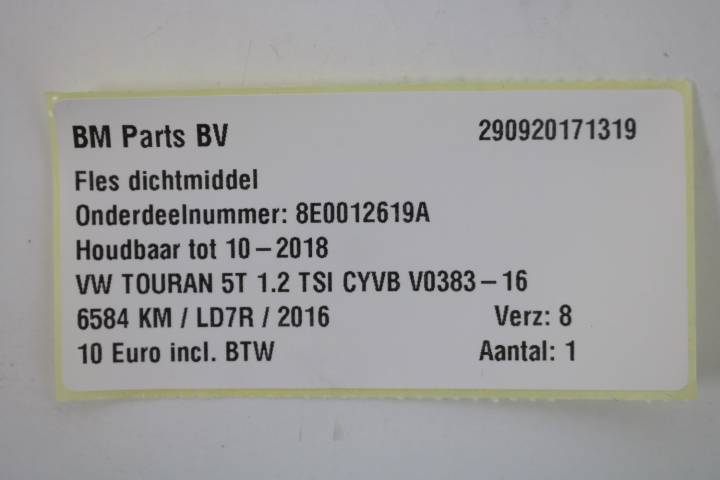 BM Parts BV 290920171319
Fles dichtmiddel
Onderdeelnummer: 8E0012619A
Houdbaar tot 10-2018
VW TOURAN 5T 1.2 TSI CYVB V0383-16
6584 KM / LD7R / 2016 Verz: 8
10 Euro incl. BTW Aantal: 1